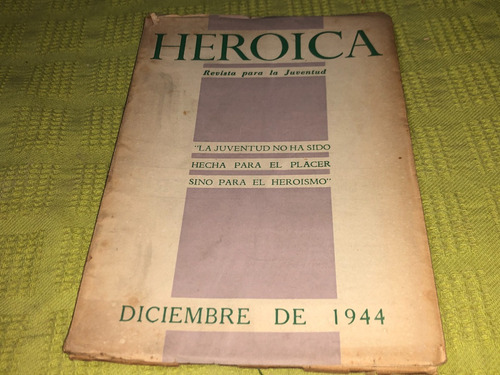 HEROICA
Revista para la Juventud
"LA JUVENTUD NO HA SIDO
HECHA PARA EL PLACER
SINO PARA EL HEROISMO"
DICIEMBRE DE 1944